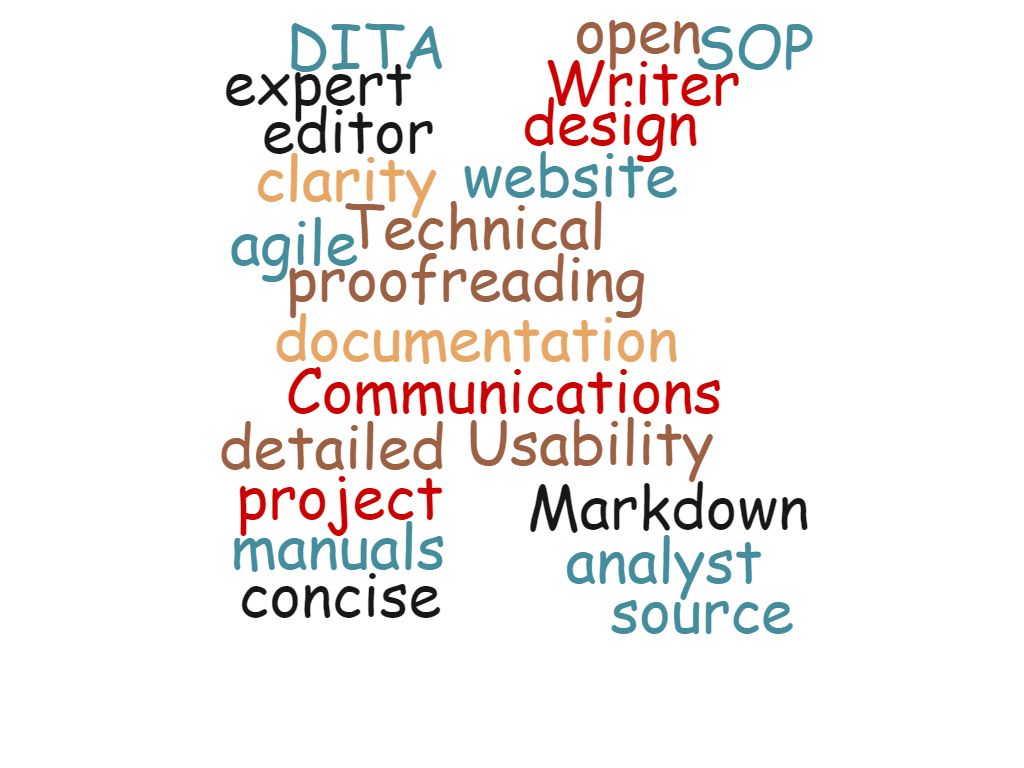 DITA open SOP
expert Writer
editor design
clarity website
agile Technical
proofreading
documentation
Communications
detailed Usability
project Markdown
manuals analyst
concise source